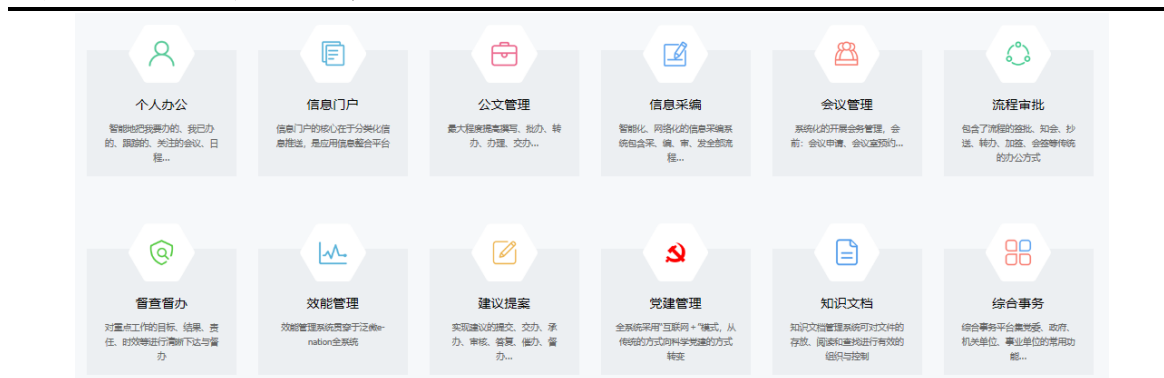 个人办公
智能地把我要办的、我已办
的、跟踪的、关注的会议、日
程...
信息门户
信息门户的核心在于分类化信
息推送，是应用信息整合平台
公文管理
最大程度提高撰写、批办、转
办、办理、交办...
信息采编
智能化、网络化的信息采编系
统包含采、编、审、发全部流
程...
会议管理
系统化的开展会务管理，会
前：会议申请、会议室预约...
流程审批
包含了流程的签批、知会、抄
送、转办、加签、会签等传统
的办公方式
督查督办
对重点工作的目标、结果、责
任、时效等进行清晰下达与督
办
效能管理
效能管理系统贯穿于泛微e-
nation全系统
建议提案
实现建议的提交、交办、承
办、审核、答复、催办、督
办...
党建管理
全系统采用“互联网＋”模式，从
传统的方式向科学党建的方式
转变
知识文档
知识文档管理系统可对文件的
存放、阅读和查找进行有效的
组织与控制
综合事务
综合事务平台集党委、政府、
机关单位、事业单位的常用功
能...